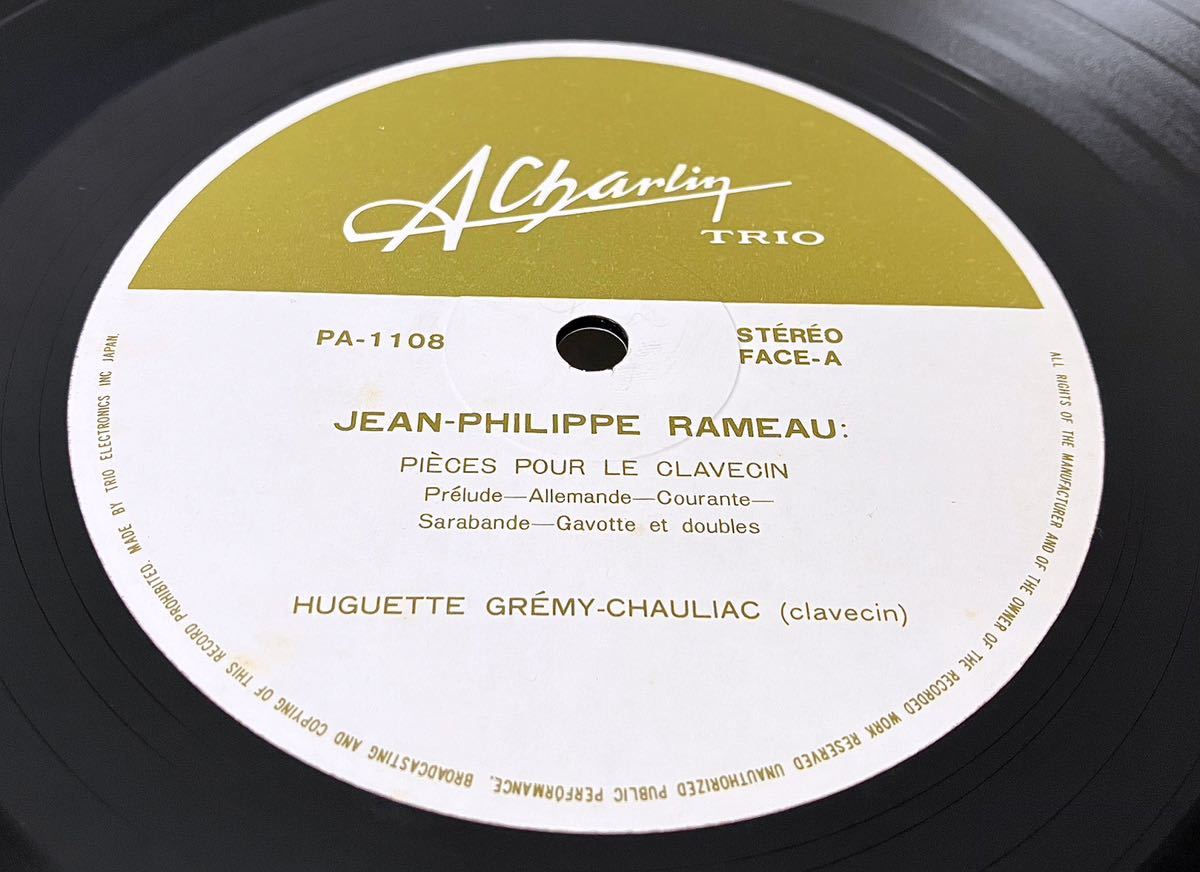 A Charlin
TRIO
PA-1108
STÉRÉO
FACE-A
JEAN-PHILIPPE RAMEAU:
PIÈCES POUR LE CLAVECIN
Prélude—Allemande—Courante—
Sarabande—Gavotte et doubles
HUGUETTE GRÉMY-CHAULIAC (clavecin)
ALL RIGHTS OF THE MANUFACTURER AND OF THE OWNER OF THE RECORDED WORK RESERVED UNAUTHORIZED PUBLIC PERFORMANCE, BROADCASTING AND COPYING OF THIS RECORD PROHIBITED. MADE BY TRIO ELECTRONICS INC JAPAN.